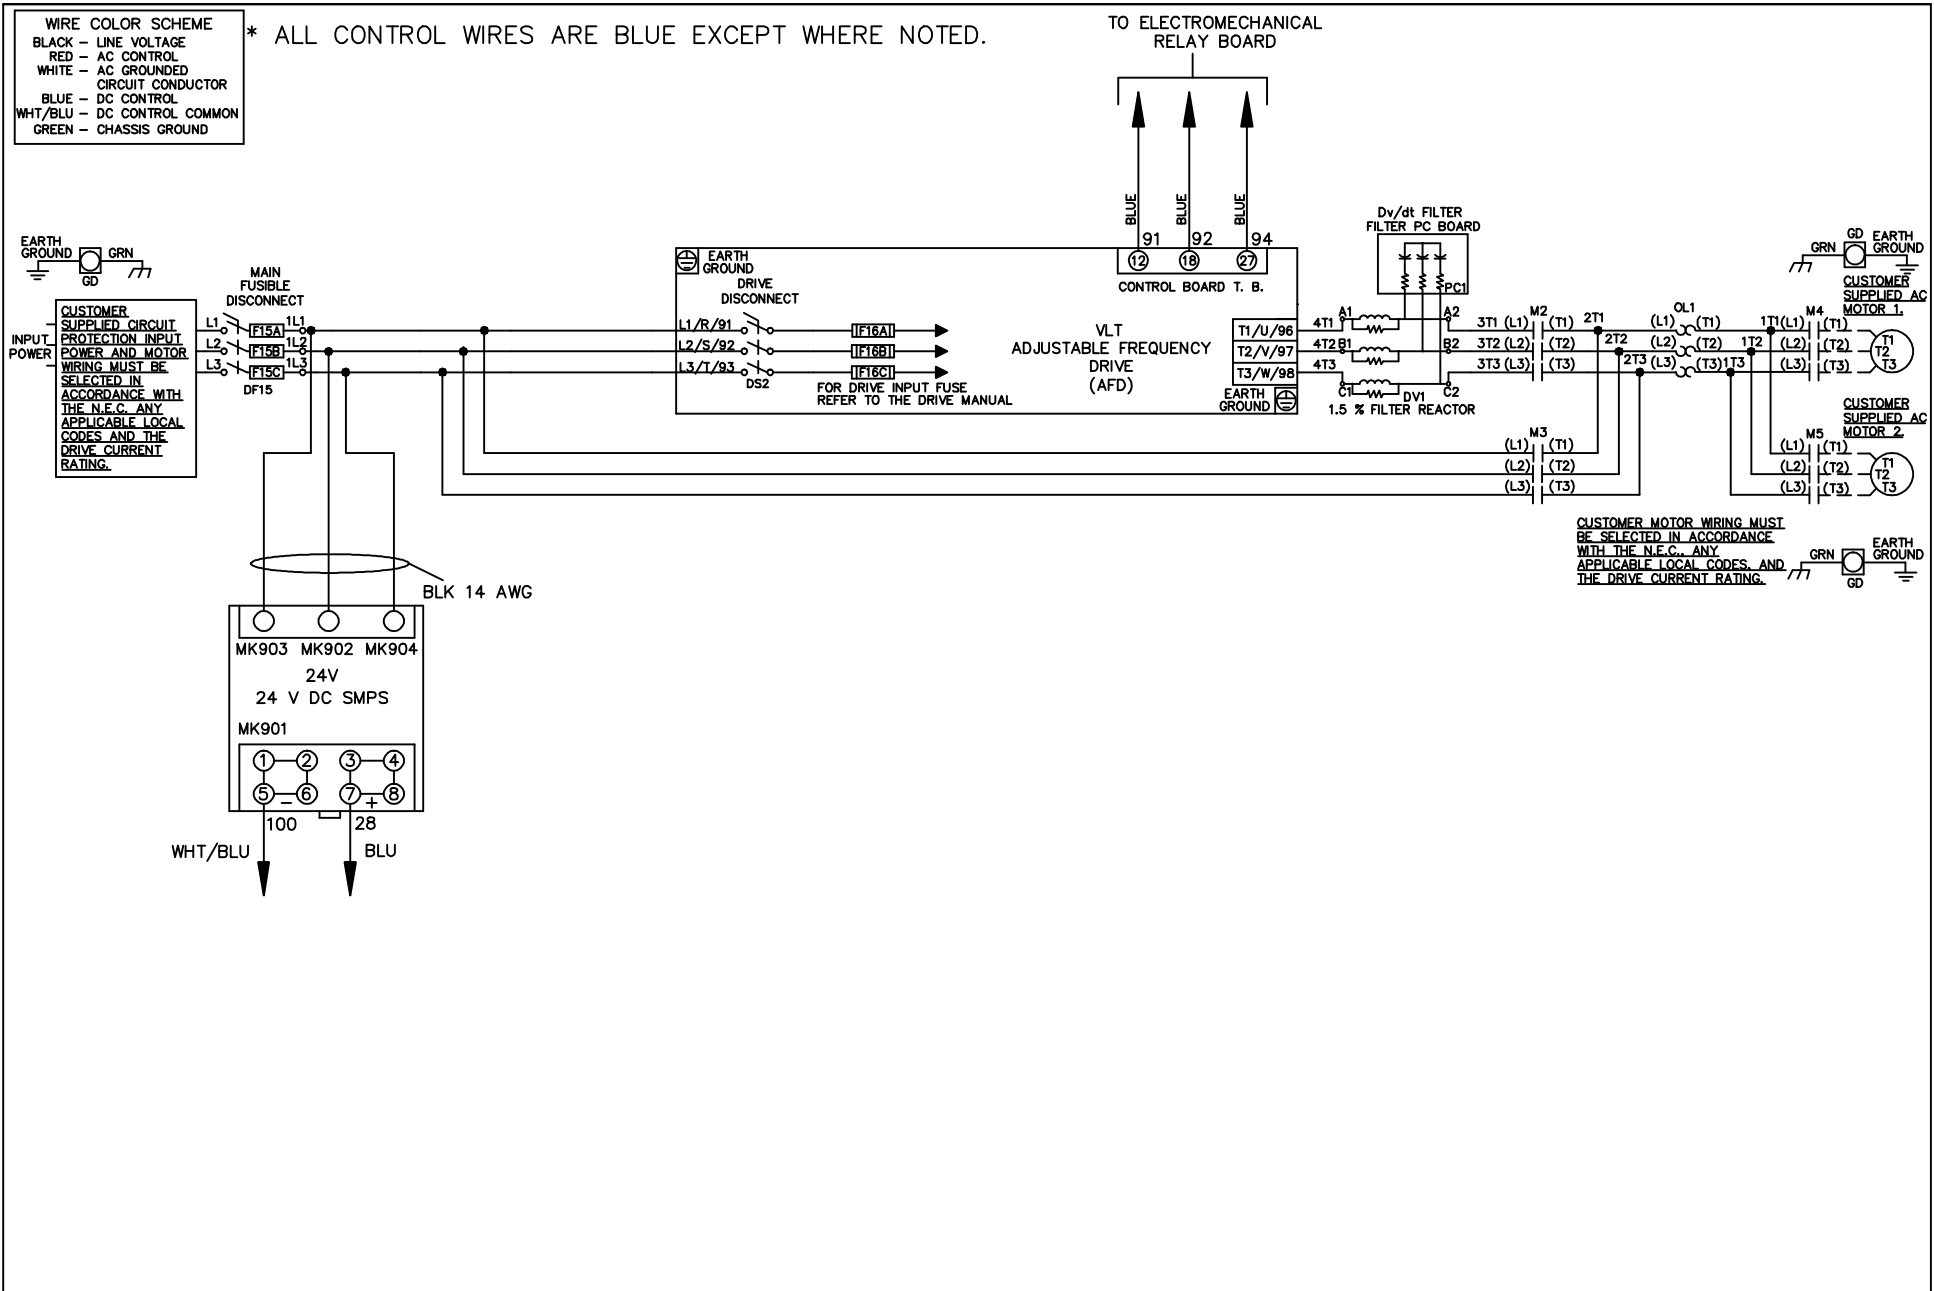 WIRE COLOR SCHEME
BLACK – LINE VOLTAGE
RED – AC CONTROL
WHITE – AC GROUNDED
CIRCUIT CONDUCTOR
BLUE – DC CONTROL
WHT/BLU – DC CONTROL COMMON
GREEN – CHASSIS GROUND
* ALL CONTROL WIRES ARE BLUE EXCEPT WHERE NOTED.
TO ELECTROMECHANICAL
RELAY BOARD
BLUE
BLUE
BLUE
91
92
94
12
18
27
CONTROL BOARD T. B.
EARTH
GROUND
GRN
GD
INPUT
POWER
CUSTOMER
SUPPLIED CIRCUIT
PROTECTION INPUT
POWER AND MOTOR
WIRING MUST BE
SELECTED IN
ACCORDANCE WITH
THE N.E.C. ANY
APPLICABLE LOCAL
CODES AND THE
DRIVE CURRENT
RATING.
MAIN
FUSIBLE
DISCONNECT
L1
F15A
1L1
L2
F15B
1L2
L3
F15C
1L3
DF15
EARTH
GROUND
DRIVE
DISCONNECT
L1/R/91
L2/S/92
L3/T/93
DS2
F16A
F16B
F16C
FOR DRIVE INPUT FUSE
REFER TO THE DRIVE MANUAL
VLT
ADJUSTABLE FREQUENCY
DRIVE
(AFD)
T1/U/96
T2/V/97
T3/W/98
EARTH
GROUND
Dv/dt FILTER
FILTER PC BOARD
PC1
4T1
A1
A2
4T2
B1
B2
4T3
C1
C2
DV1
1.5 % FILTER REACTOR
M2
3T1 (L1) (T1)
3T2 (L2) (T2)
3T3 (L3) (T3)
2T1
2T2
2T3
OL1
(L1) (T1)
(L2) (T2)
(L3) (T3)
1T1
1T2
1T3
M4
(L1) (T1)
(L2) (T2)
(L3) (T3)
T1
T2
T3
GRN
GD
EARTH
GROUND
CUSTOMER
SUPPLIED AC
MOTOR 1.
CUSTOMER
SUPPLIED AC
MOTOR 2.
M3
(L1) (T1)
(L2) (T2)
(L3) (T3)
M5
(L1) (T1)
(L2) (T2)
(L3) (T3)
T1
T2
T3
CUSTOMER MOTOR WIRING MUST
BE SELECTED IN ACCORDANCE
WITH THE N.E.C., ANY
APPLICABLE LOCAL CODES, AND
THE DRIVE CURRENT RATING.
GRN
GD
EARTH
GROUND
BLK 14 AWG
MK903 MK902 MK904
24V
24 V DC SMPS
MK901
1 2 3 4
5 – 6 7 + 8
100
28
WHT/BLU
BLU